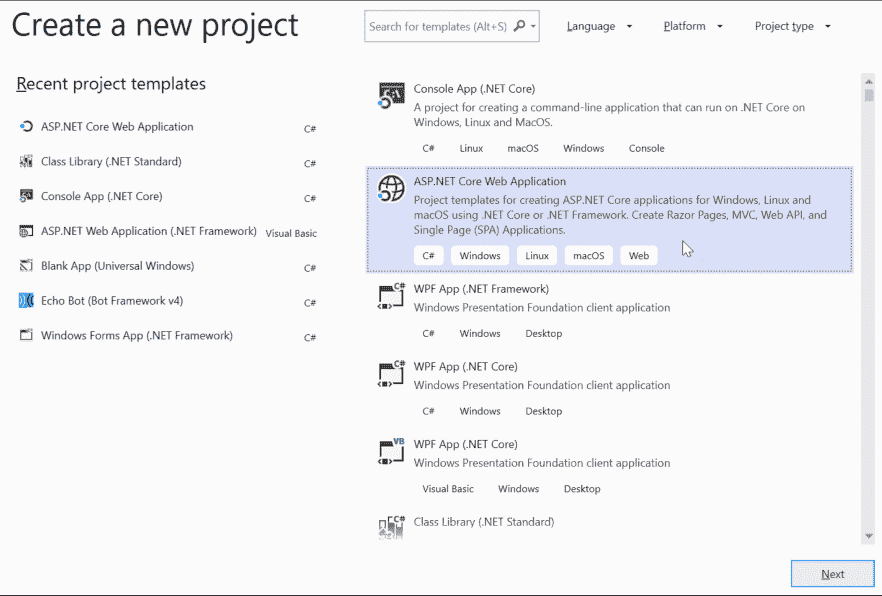 Create a new project
Search for templates (Alt+S)
Language
Platform
Project type
Recent project templates
ASP.NET Core Web Application C#
Class Library (.NET Standard) C#
Console App (.NET Core) C#
ASP.NET Web Application (.NET Framework) Visual Basic
Blank App (Universal Windows) C#
Echo Bot (Bot Framework v4) C#
Windows Forms App (.NET Framework) C#
Console App (.NET Core)
A project for creating a command-line application that can run on .NET Core on
Windows, Linux and MacOS.
C# Linux macOS Windows Console
ASP.NET Core Web Application
Project templates for creating ASP.NET Core applications for Windows, Linux and
macOS using .NET Core or .NET Framework. Create Razor Pages, MVC, Web API, and
Single Page (SPA) Applications.
C# Windows Linux macOS Web
C#
WPF App (.NET Framework)
Windows Presentation Foundation client application
C# Windows Desktop
C#
WPF App (.NET Core)
Windows Presentation Foundation client application
C# Windows Desktop
VB
WPF App (.NET Core)
Windows Presentation Foundation client application
Visual Basic Windows Desktop
C#
Class Library (.NET Standard)
Next